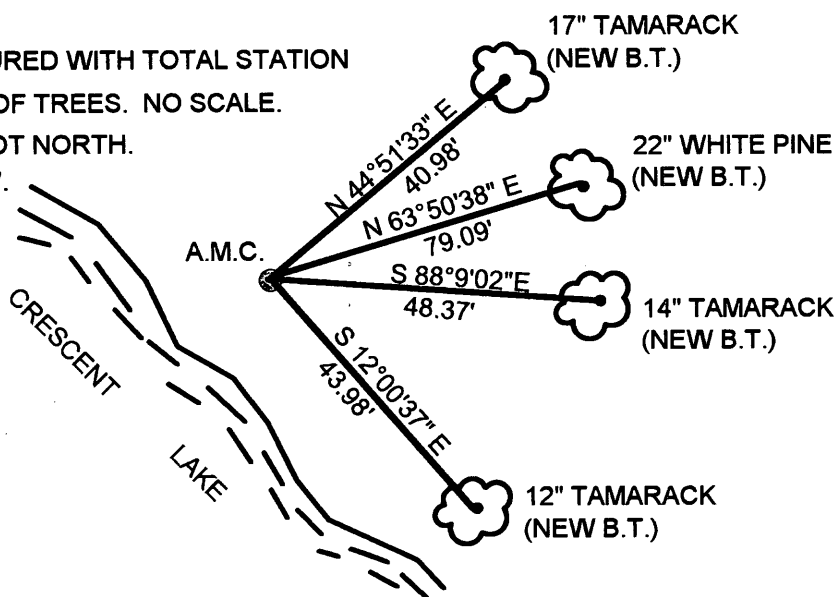 URED WITH TOTAL STATION
OF TREES. NO SCALE.
OT NORTH.
17" TAMARACK
(NEW B.T.)
N 44°51'33" E
40.98'
22" WHITE PINE
(NEW B.T.)
N 63°50'38" E
79.09'
A.M.C.
S 88°9'02"E
48.37'
14" TAMARACK
(NEW B.T.)
S 12°00'37" E
43.98'
12" TAMARACK
(NEW B.T.)
CRESCENT
LAKE